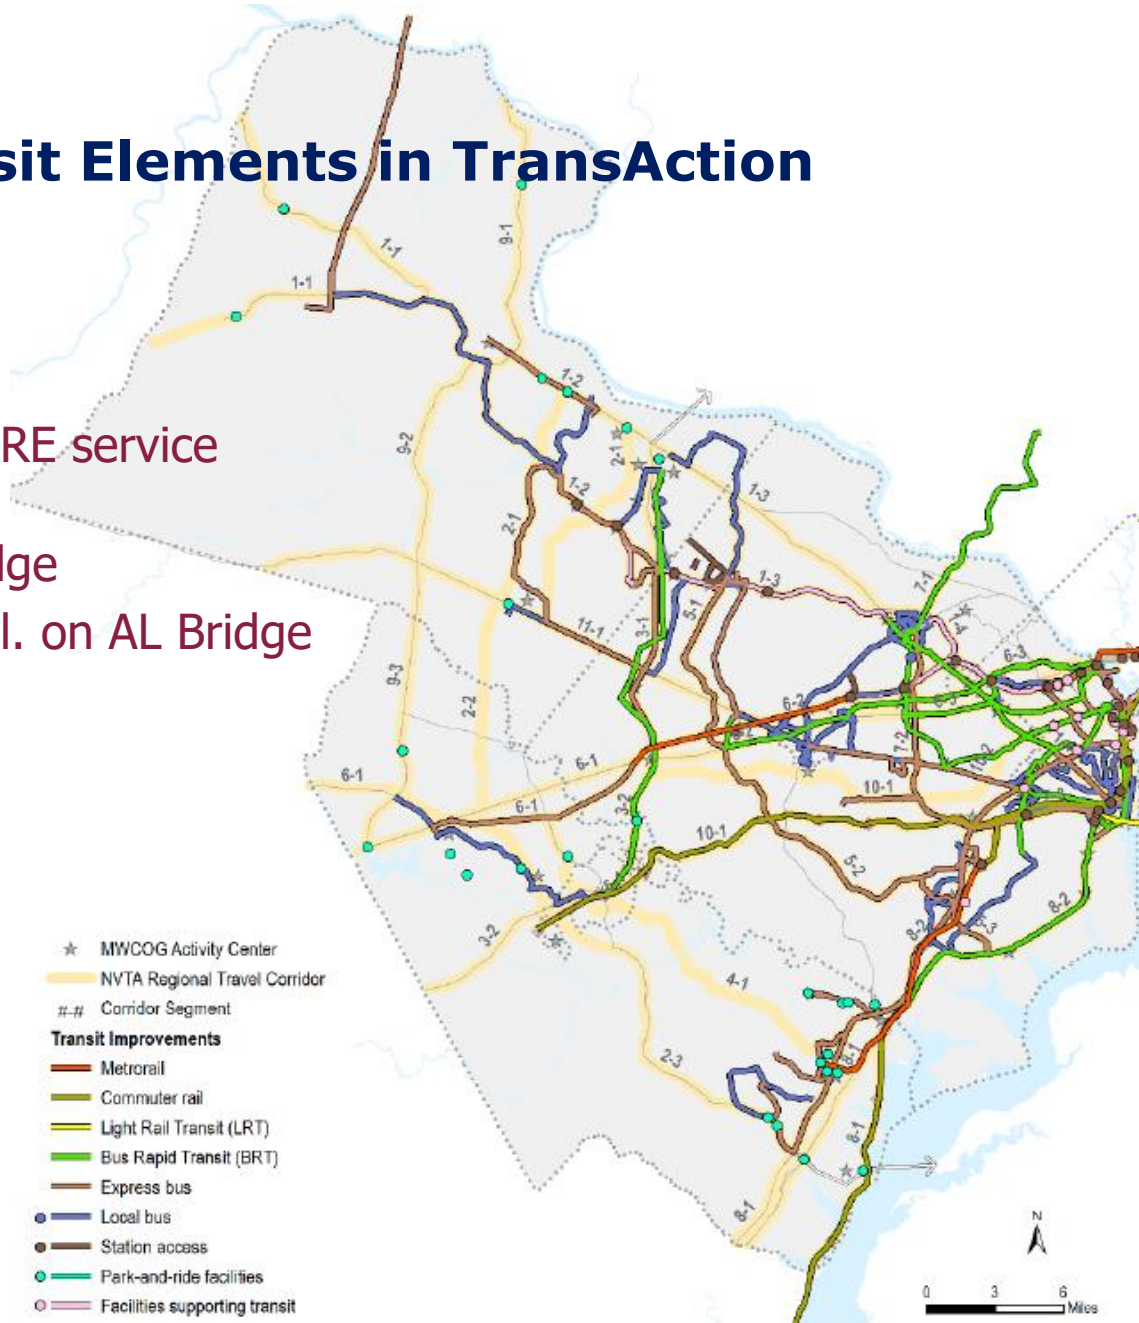 sit Elements in TransAction
RE service
dge
l. on AL Bridge
1-1
1-1
9-1
9-2
1-2
2-1
1-2
2-1
1-3
1-3
7-1
3-1
5-1
11-1
9-3
2-2
6-2
6-3
7-2
10-2
6-1
6-1
6-1
3-2
10-1
10-1
5-2
8-2
8-2
3-2
4-1
2-3
8-1
8-1
8-1
MWCOG Activity Center
NVTA Regional Travel Corridor
#-# Corridor Segment
Transit Improvements
Metrorail
Commuter rail
Light Rail Transit (LRT)
Bus Rapid Transit (BRT)
Express bus
Local bus
Station access
Park-and-ride facilities
Facilities supporting transit
N
0 3 6
Miles